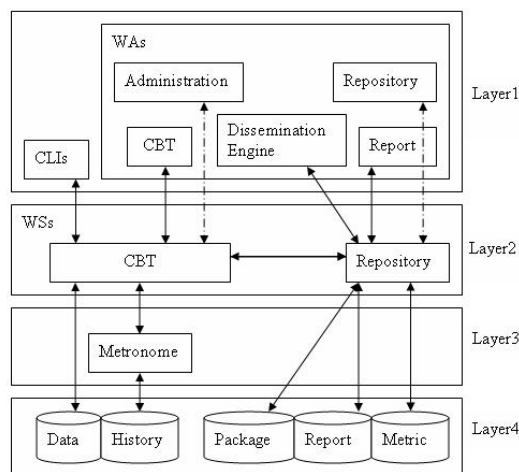 WAs
Administration
Repository
Layer1
Dissemination
Engine
CBT
Report
CLIs
WSs
CBT
Repository
Layer2
Metronome
Layer3
Data
History
Package
Report
Metric
Layer4